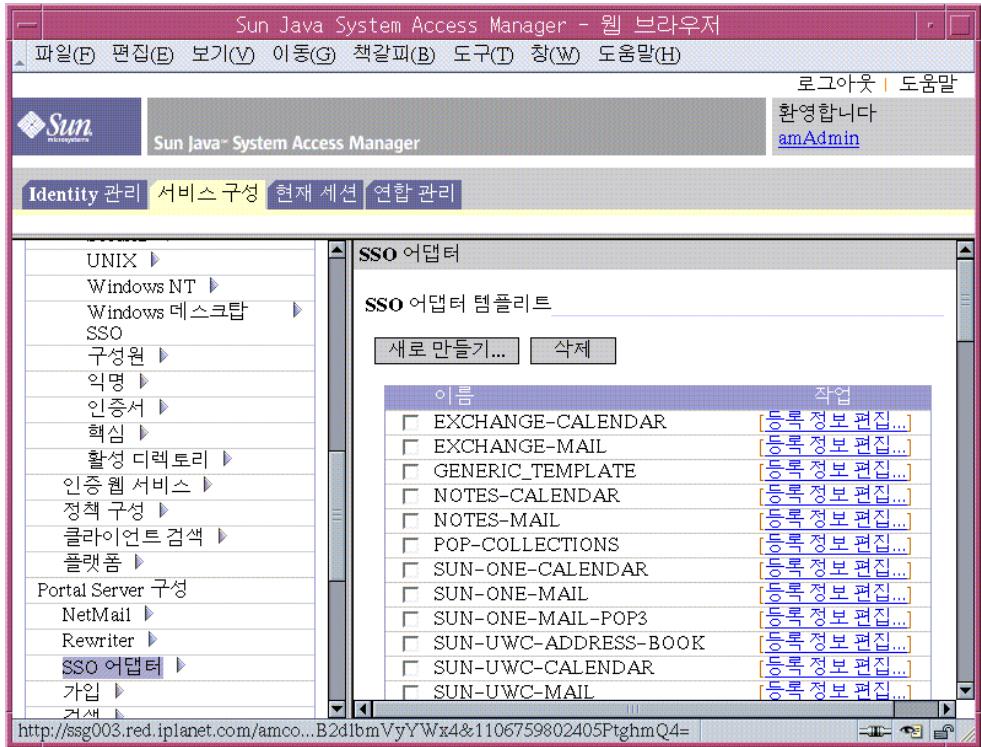 Sun Java System Access Manager - 웹 브라우저
파일(F) 편집(E) 보기(V) 이동(G) 책갈피(B) 도구(T) 창(W) 도움말(H)
로그아웃 | 도움말
Sun
microsystems
Sun Java™ System Access Manager
환영합니다
amAdmin
Identity 관리 서비스 구성 현재 세션 연합 관리
UNIX
Windows NT
Windows 데스크탑
SSO
구성원
익명
인증서
핵심
활성 디렉토리
인증 웹 서비스
정책 구성
클라이언트 검색
플랫폼
Portal Server 구성
NetMail
Rewriter
SSO 어댑터
가입
검색
SSO 어댑터
SSO 어댑터 템플리트
새로 만들기... 삭제
이름 작업
EXCHANGE-CALENDAR [등록 정보 편집...]
EXCHANGE-MAIL [등록 정보 편집...]
GENERIC_TEMPLATE [등록 정보 편집...]
NOTES-CALENDAR [등록 정보 편집...]
NOTES-MAIL [등록 정보 편집...]
POP-COLLECTIONS [등록 정보 편집...]
SUN-ONE-CALENDAR [등록 정보 편집...]
SUN-ONE-MAIL [등록 정보 편집...]
SUN-ONE-MAIL-POP3 [등록 정보 편집...]
SUN-UWC-ADDRESS-BOOK [등록 정보 편집...]
SUN-UWC-CALENDAR [등록 정보 편집...]
SUN-UWC-MAIL [등록 정보 편집...]
http://ssg003.red.iplanet.com/amco...B2dlbmVyYWx4&1106759802405PtghmQ4=